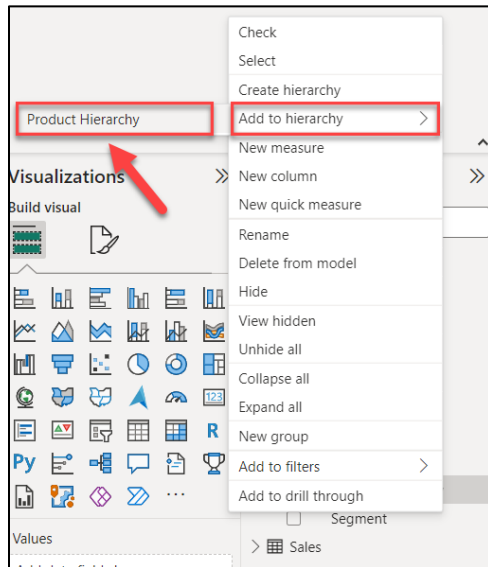 Check
Select
Create hierarchy
Product Hierarchy
Add to hierarchy
New measure
Visualizations
New column
Build visual
New quick measure
Rename
Delete from model
Hide
View hidden
Unhide all
Collapse all
123
Expand all
R
New group
Py
Add to filters
Add to drill through
Segment
Values
Sales